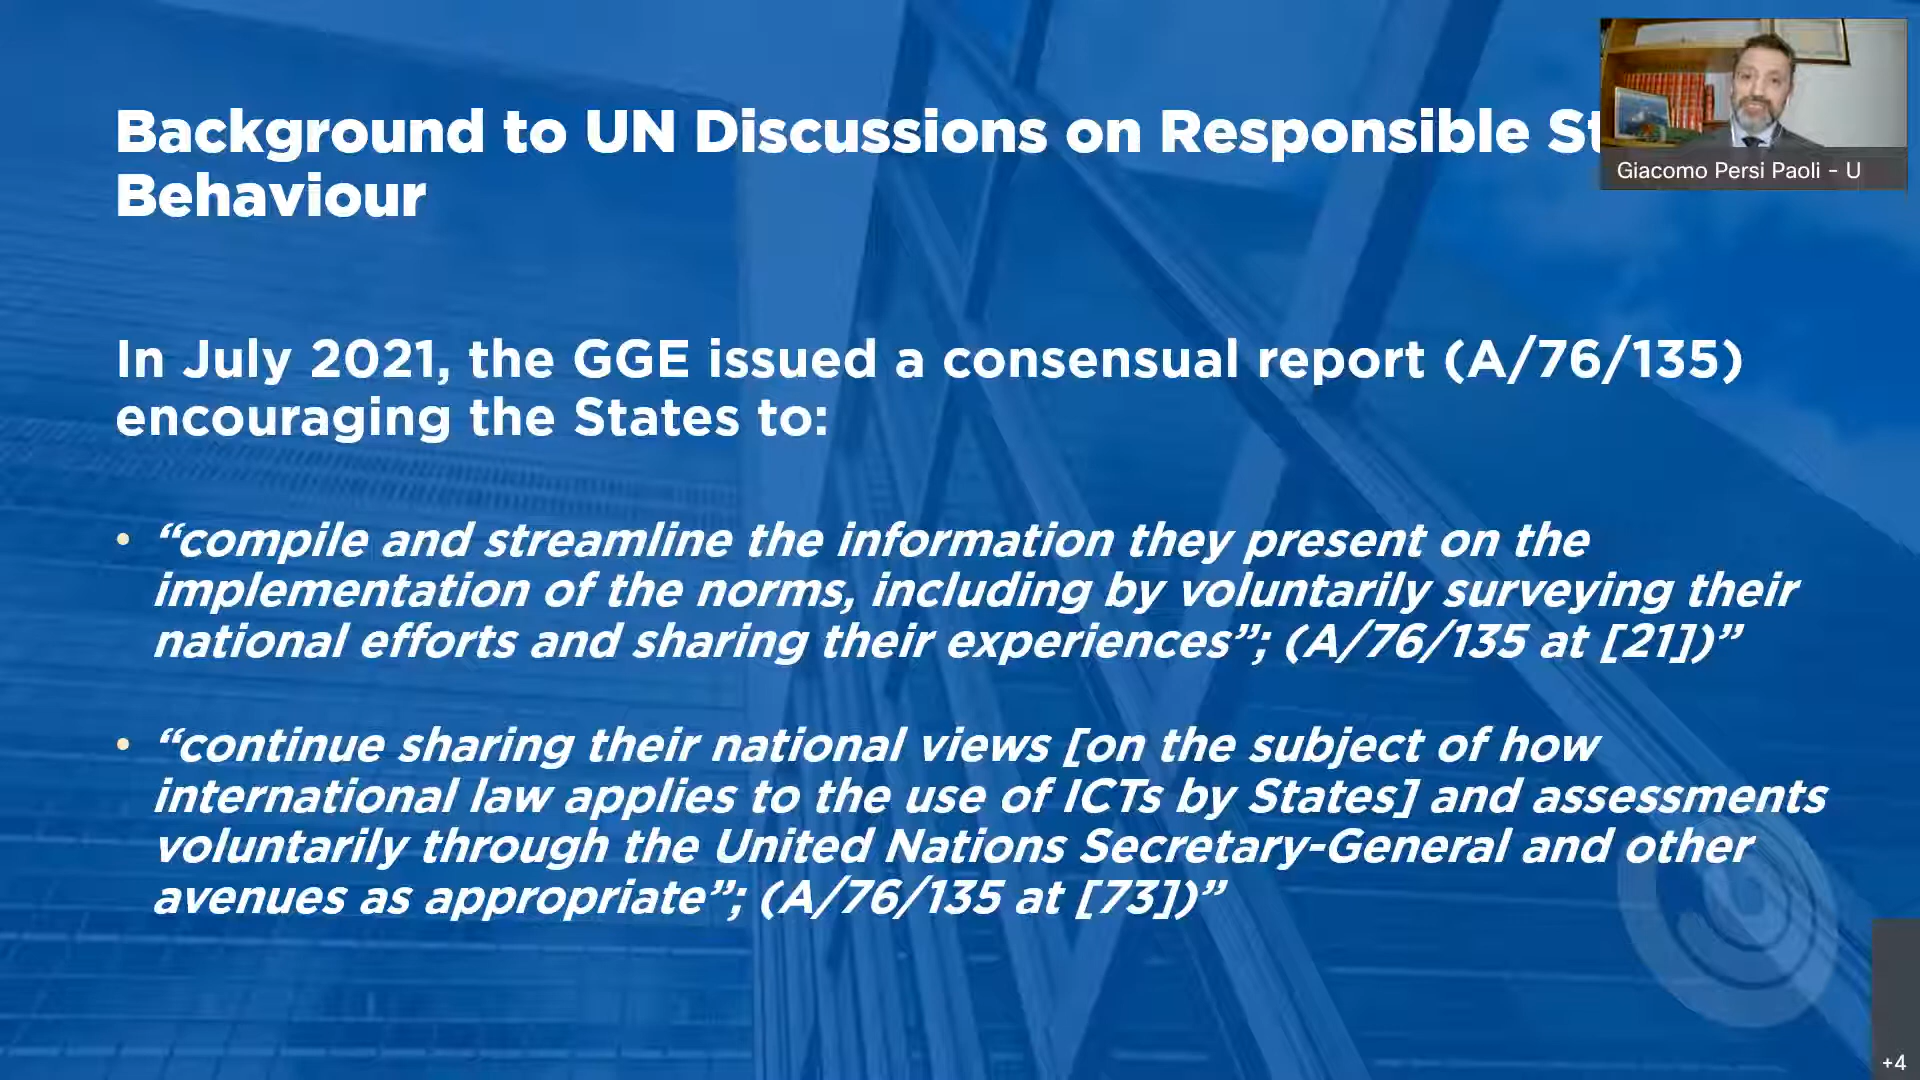 Background to UN Discussions on Responsible
Behaviour
Giacomo Persi Paoli - U
In July 2021, the GGE issued a consensual report (A/76/135)
encouraging the States to:
• “compile and streamline the information they present on the
implementation of the norms, including by voluntarily surveying their
national efforts and sharing their experiences”; (A/76/135 at [21])”
• “continue sharing their national views [on the subject of how
international law applies to the use of ICTs by States] and assessments
voluntarily through the United Nations Secretary-General and other
avenues as appropriate”; (A/76/135 at [73])”
+4